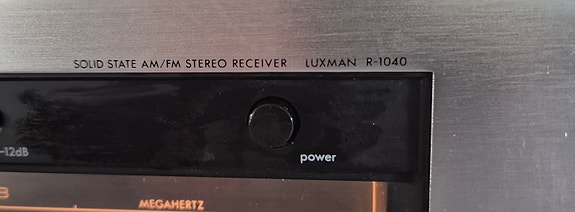 SOLID STATE AM/FM STEREO RECEIVER LUXMAN R-1040
-12dB
power
MEGAHERTZ